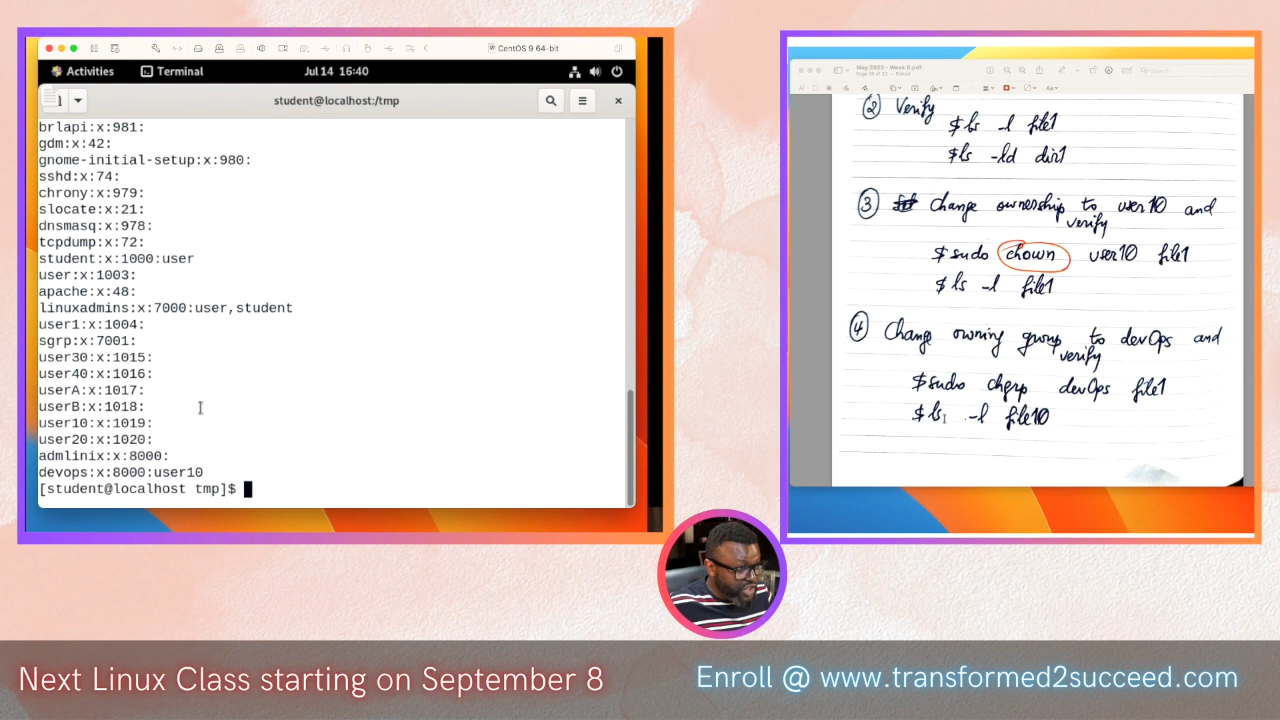 CentOS 9 64-bit
Activities
Terminal
Jul 14 16:40
student@localhost:/tmp
brlapi:x:981:
gdm:x:42:
gnome-initial-setup:x:980:
sshd:x:74:
chrony:x:979:
slocate:x:21:
dnsmasq:x:978:
tcpdump:x:72:
student:x:1000:user
user:x:1003:
apache:x:48:
linuxadmins:x:7000:user,student
user1:x:1004:
sgrp:x:7001:
user30:x:1015:
user40:x:1016:
userA:x:1017:
userB:x:1018:
user10:x:1019:
user20:x:1020:
admlinix:x:8000:
devops:x:8000:user10
[student@localhost tmp]$
May 2023 - Week 8.pdf
Search
② Verify
$ls -l file1
$ls -ld dir1
③ Change ownership to user10 and
verify
$sudo chown user10 file1
$ls -l file1
④ Change owning group to devOps and
verify
$sudo chgrp devOps file1
$ls -l file10
Next Linux Class starting on September 8
Enroll @ www.transformed2succeed.com